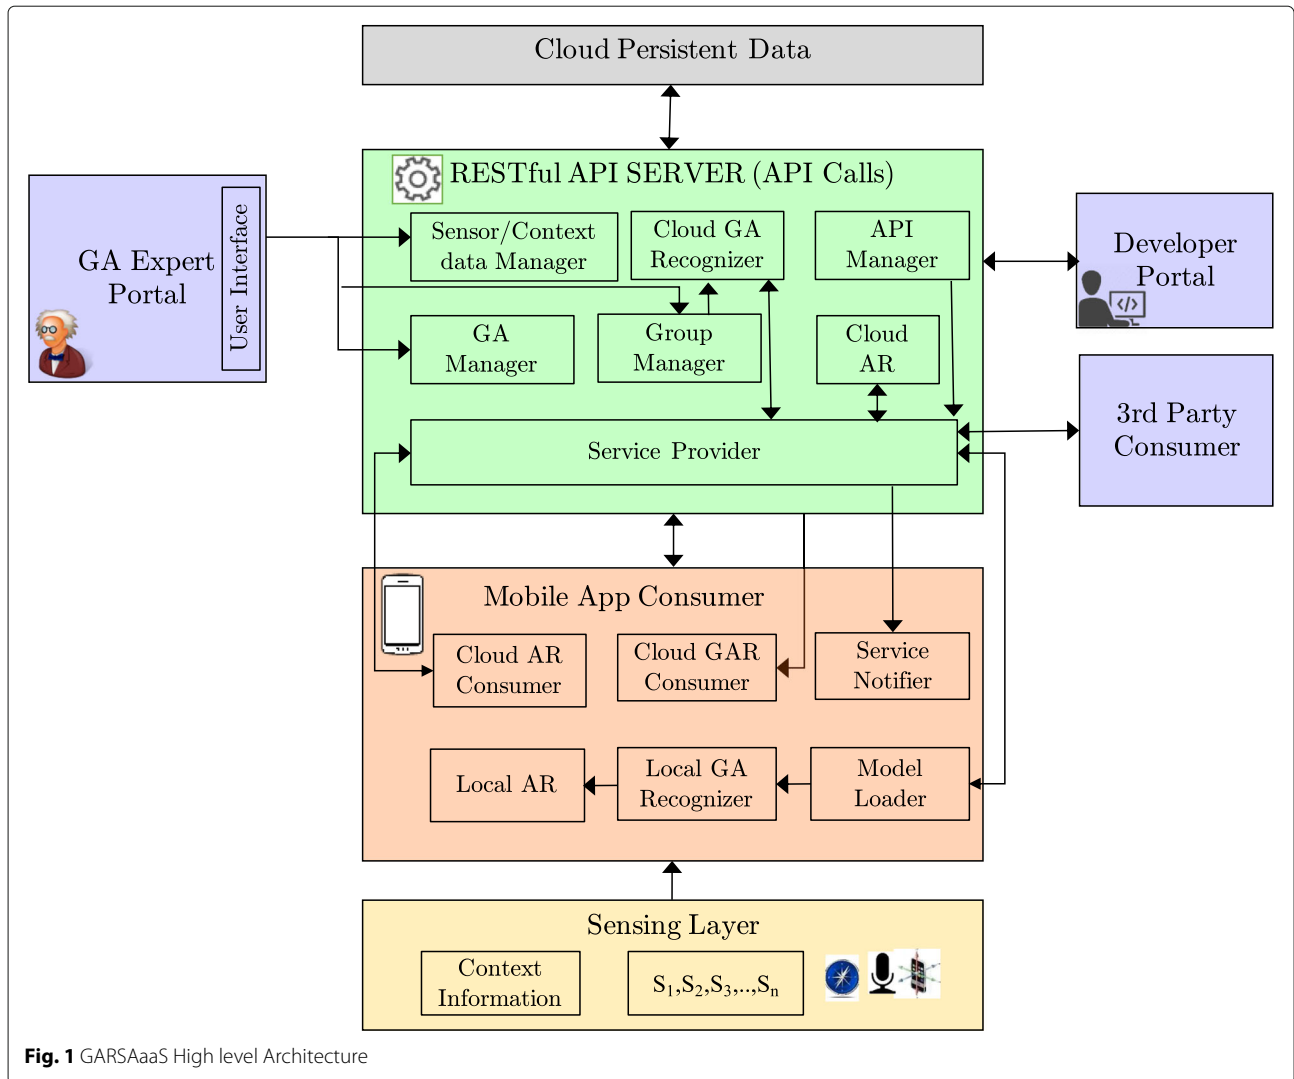 Cloud Persistent Data
RESTful API SERVER (API Calls)
GA Expert
Portal
User Interface
Sensor/Context
data Manager
Cloud GA
Recognizer
API
Manager
Developer
Portal
</>
GA
Manager
Group
Manager
Cloud
AR
Service Provider
3rd Party
Consumer
Mobile App Consumer
Cloud AR
Consumer
Cloud GAR
Consumer
Service
Notifier
Local AR
Local GA
Recognizer
Model
Loader
Sensing Layer
Context
Information
S1,S2,S3,..,Sn
Fig. 1 GARSAaaS High level Architecture